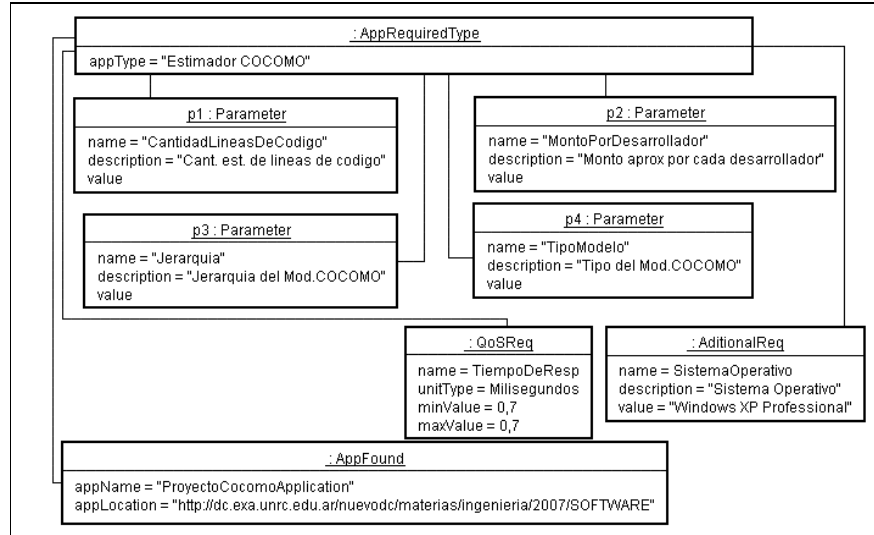 : AppRequiredType
appType = "Estimador COCOMO"
p1 : Parameter
name = "CantidadLineasDeCodigo"
description = "Cant. est. de lineas de codigo"
value
p2 : Parameter
name = "MontoPorDesarrollador"
description = "Monto aprox por cada desarrollador"
value
p3 : Parameter
name = "Jerarquia"
description = "Jerarquia del Mod.COCOMO"
value
p4 : Parameter
name = "TipoModelo"
description = "Tipo del Mod.COCOMO"
value
: QoSReq
name = TiempoDeResp
unitType = Milisegundos
minValue = 0,7
maxValue = 0,7
: AditionalReq
name = SistemaOperativo
description = "Sistema Operativo"
value = "Windows XP Professional"
: AppFound
appName = "ProyectoCocomoApplication"
appLocation = "http://dc.exa.unrc.edu.ar/nuevodc/materias/ingenieria/2007/SOFTWARE"